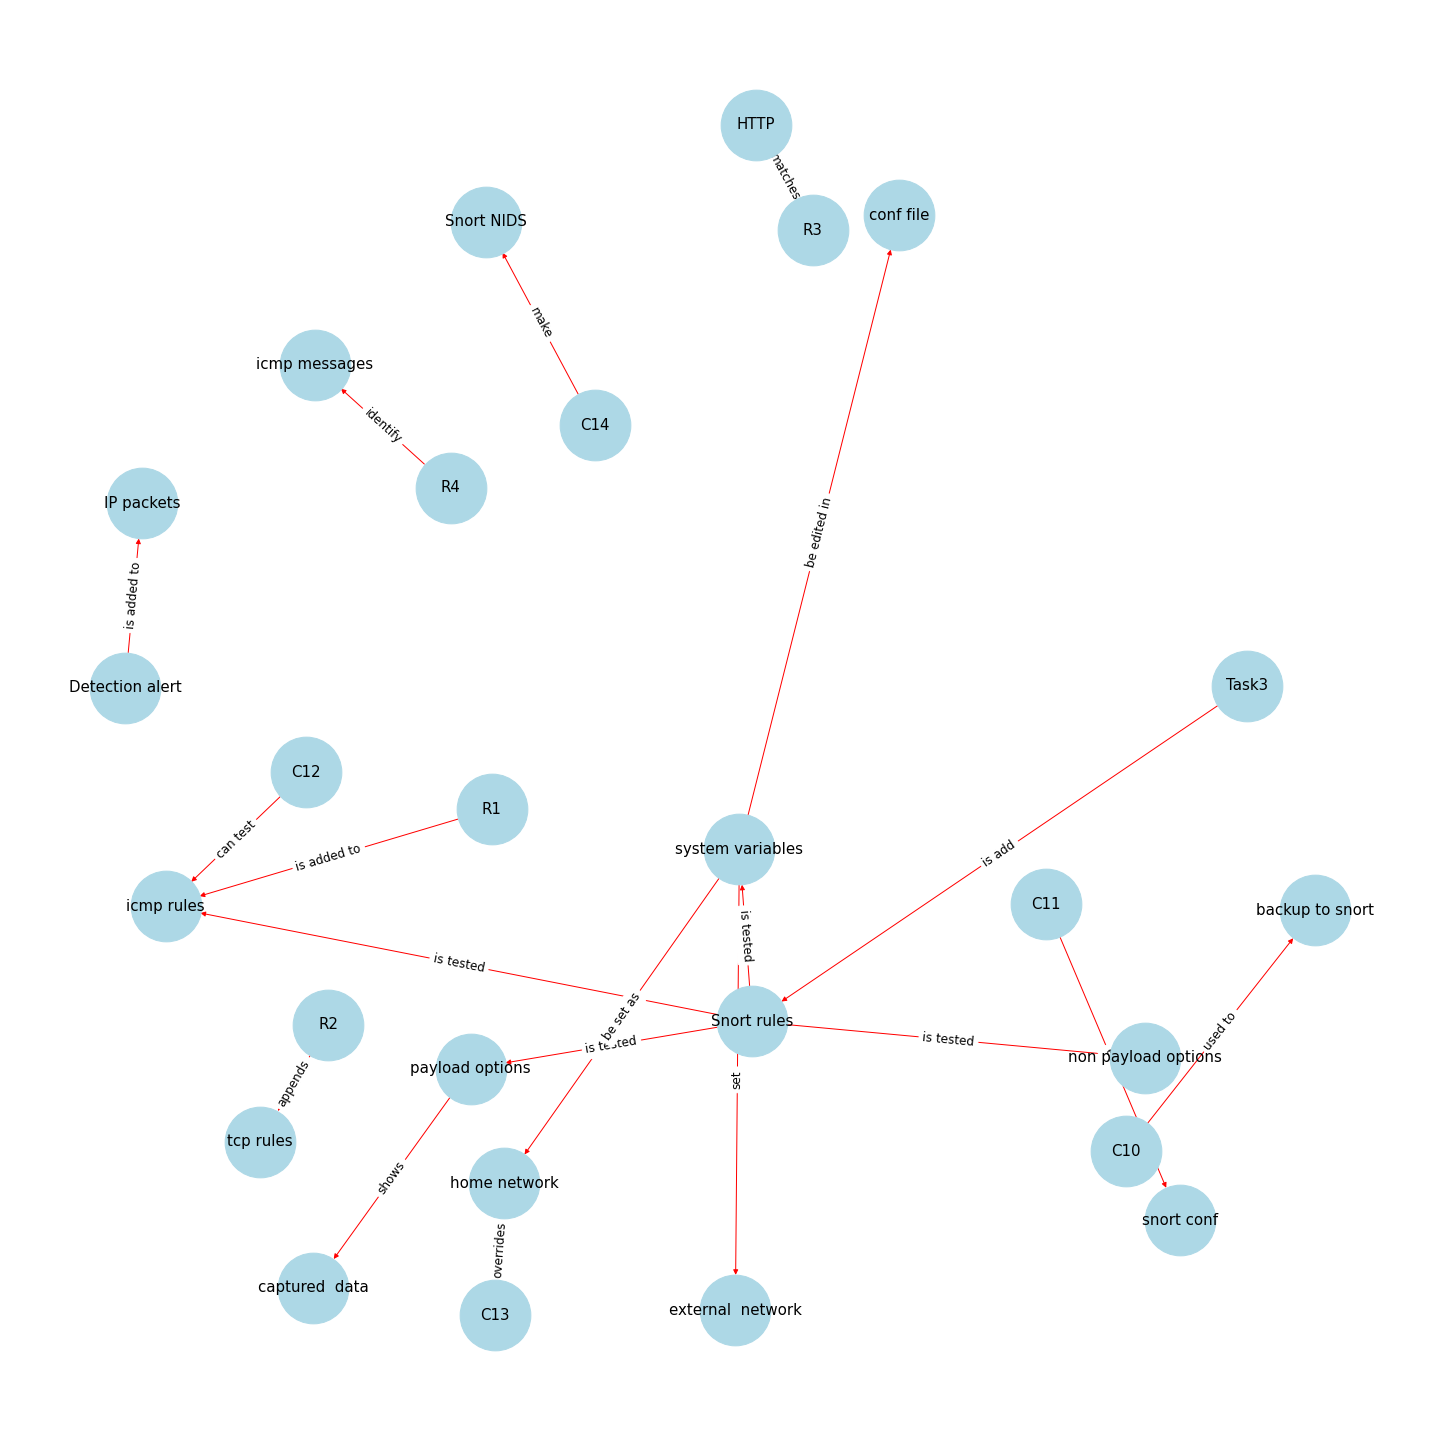 HTTP
matches
conf file
Snort NIDS
R3
make
icmp messages
C14
identify
R4
IP packets
be edited in
is added to
Detection alert
Task3
C12
R1
can test
is added to
system variables
is add
icmp rules
C11
backup to snort
is tested
is tested
be set as
Snort rules
R2
is tested
is tested
used to
payload options
non payload options
appends
set
tcp rules
C10
shows
home network
snort conf
overrides
captured  data
C13
external  network